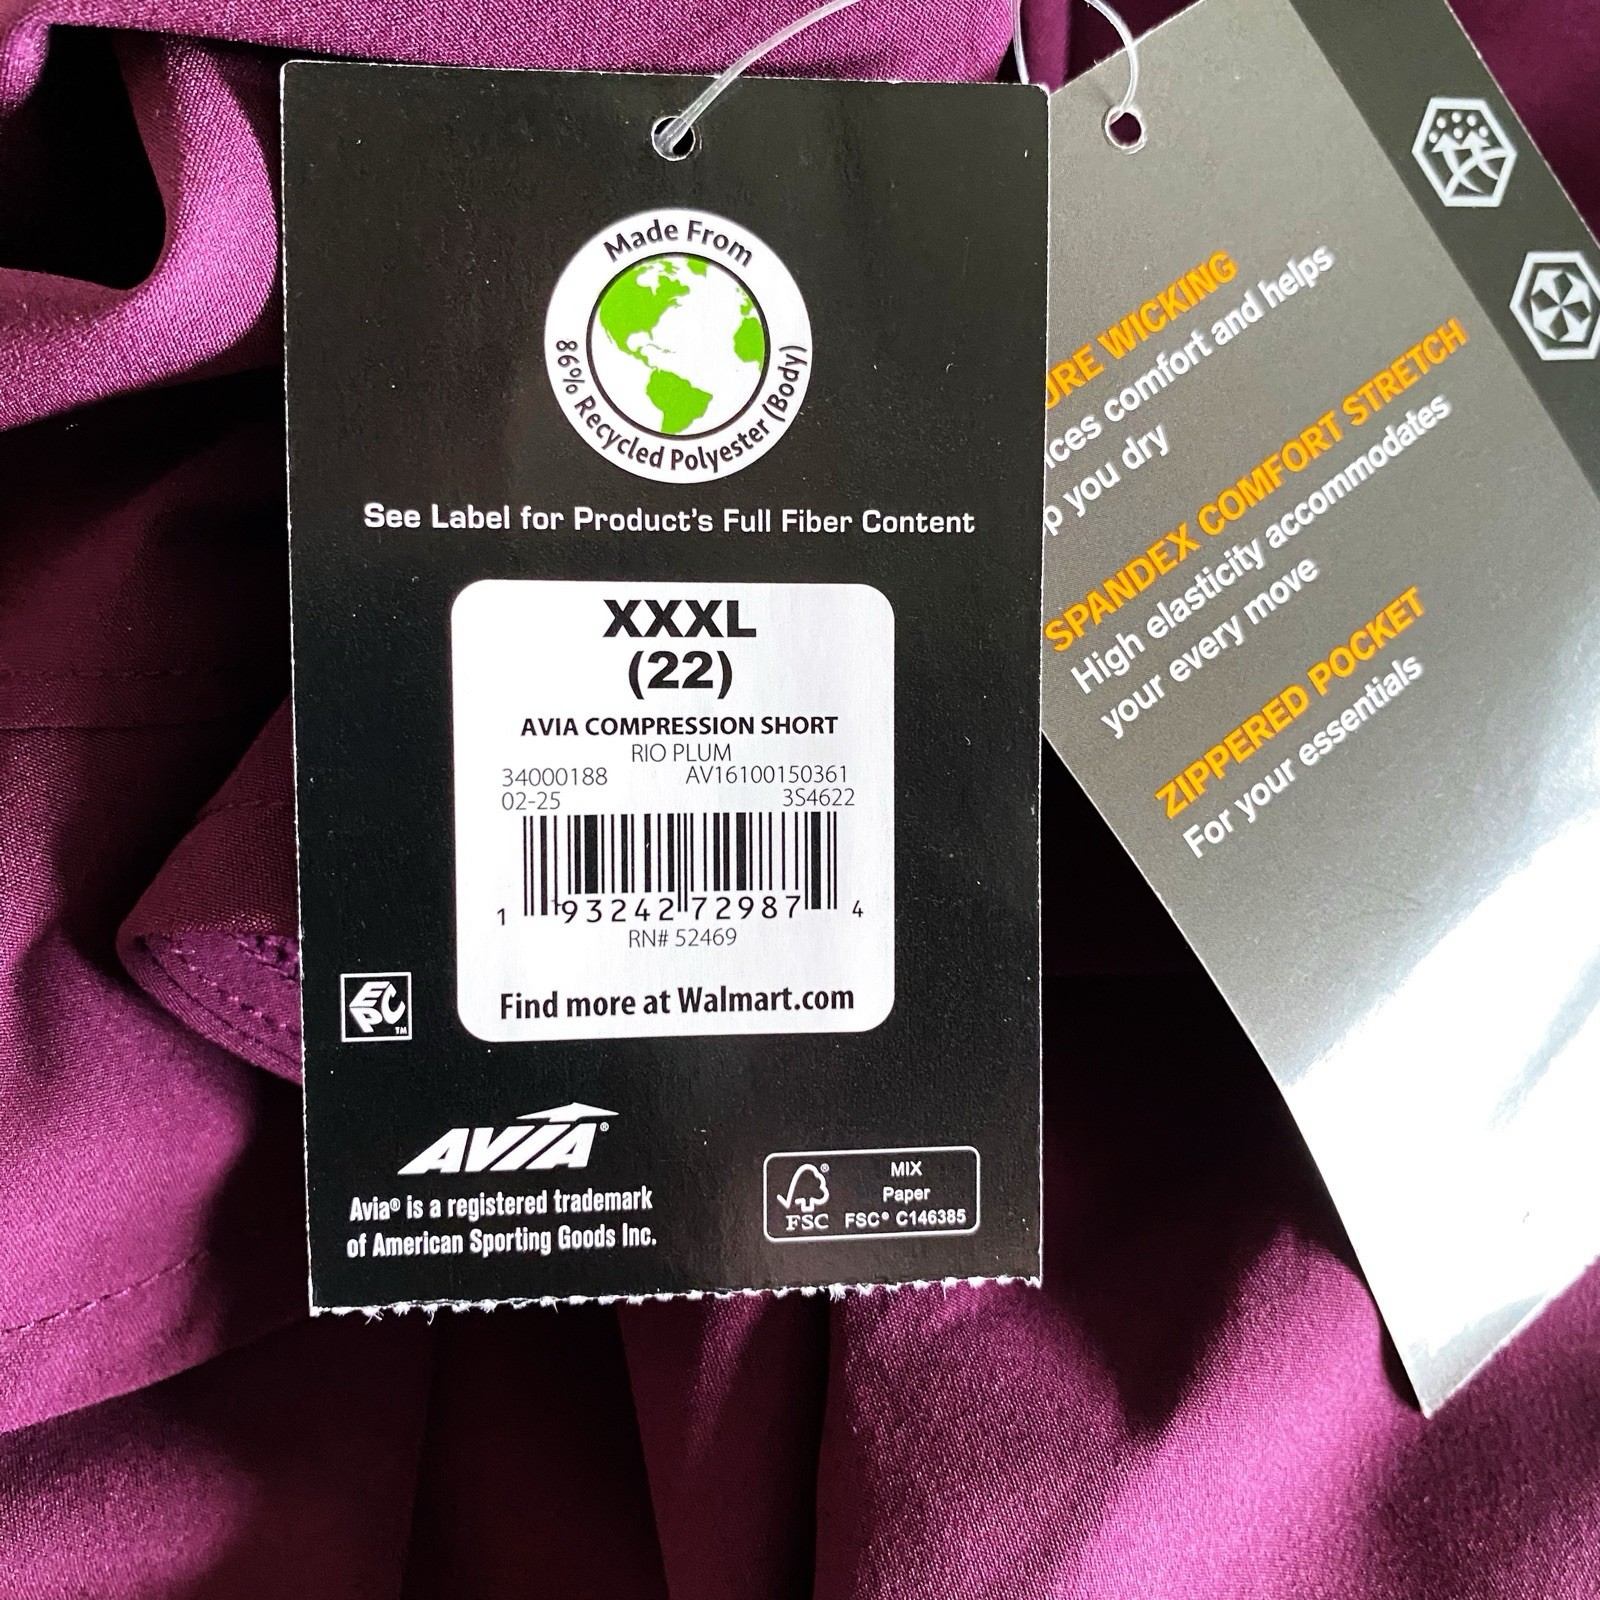 Made From
86% Recycled Polyester (Body)
See Label for Product's Full Fiber Content
XXXL
(22)
AVIA COMPRESSION SHORT
RIO PLUM
34000188 AV16100150361
02-25 3S4622
1 93242 72987 4
RN# 52469
Find more at Walmart.com
EPC TM
AVIA®
Avia® is a registered trademark
of American Sporting Goods Inc.
FSC®
MIX
Paper
FSC® C146385
WICKING
comfort and helps
you dry
SPANDEX COMFORT STRETCH
High elasticity accommodates
your every move
ZIPPERED POCKET
For your essentials